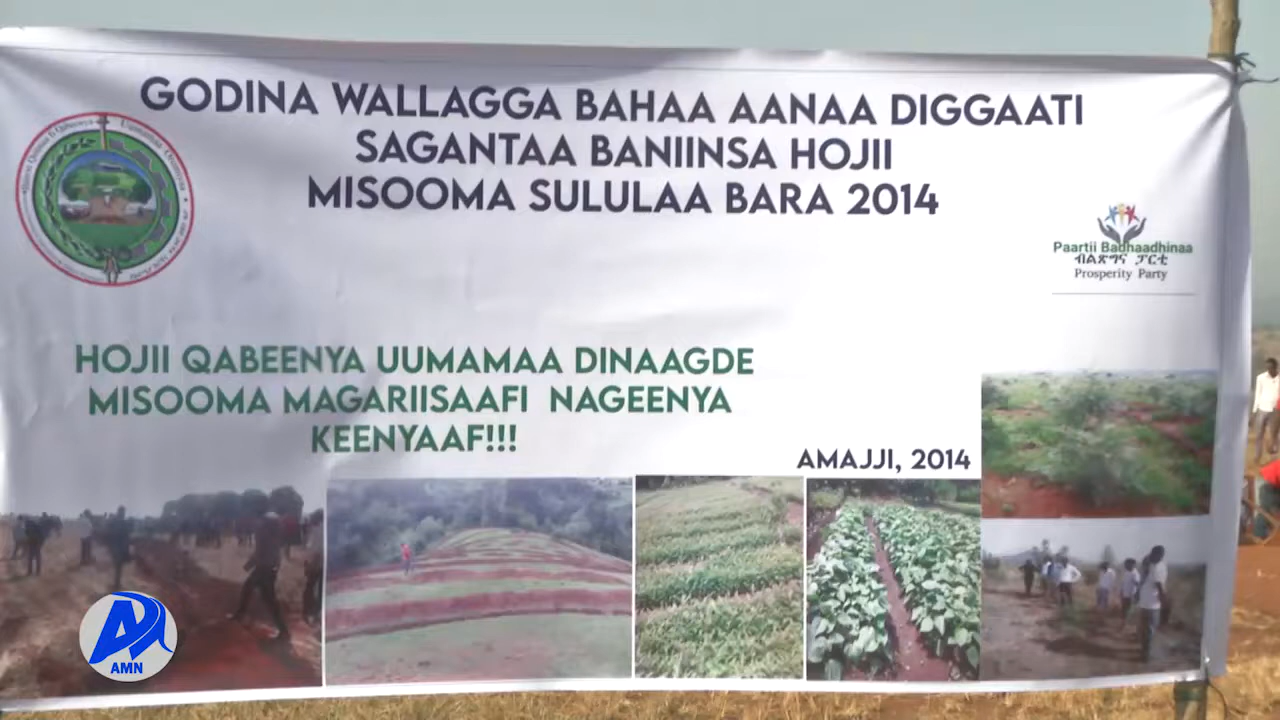 GODINA WALLAGGA BAHAA AANAA DIGGAATI
SAGANTAA BANIINSA HOJII
MISOOMA SULULAA BARA 2014
Paartii Badhaadhinaa
ብልጽግና ፓርቲ
Prosperity Party
HOJII QABEENYA UUMAMAA DINAAGDE
MISOOMA MAGARIISAAFI NAGEENYA
KEENYAAF!!!
AMAJJI, 2014
AMN